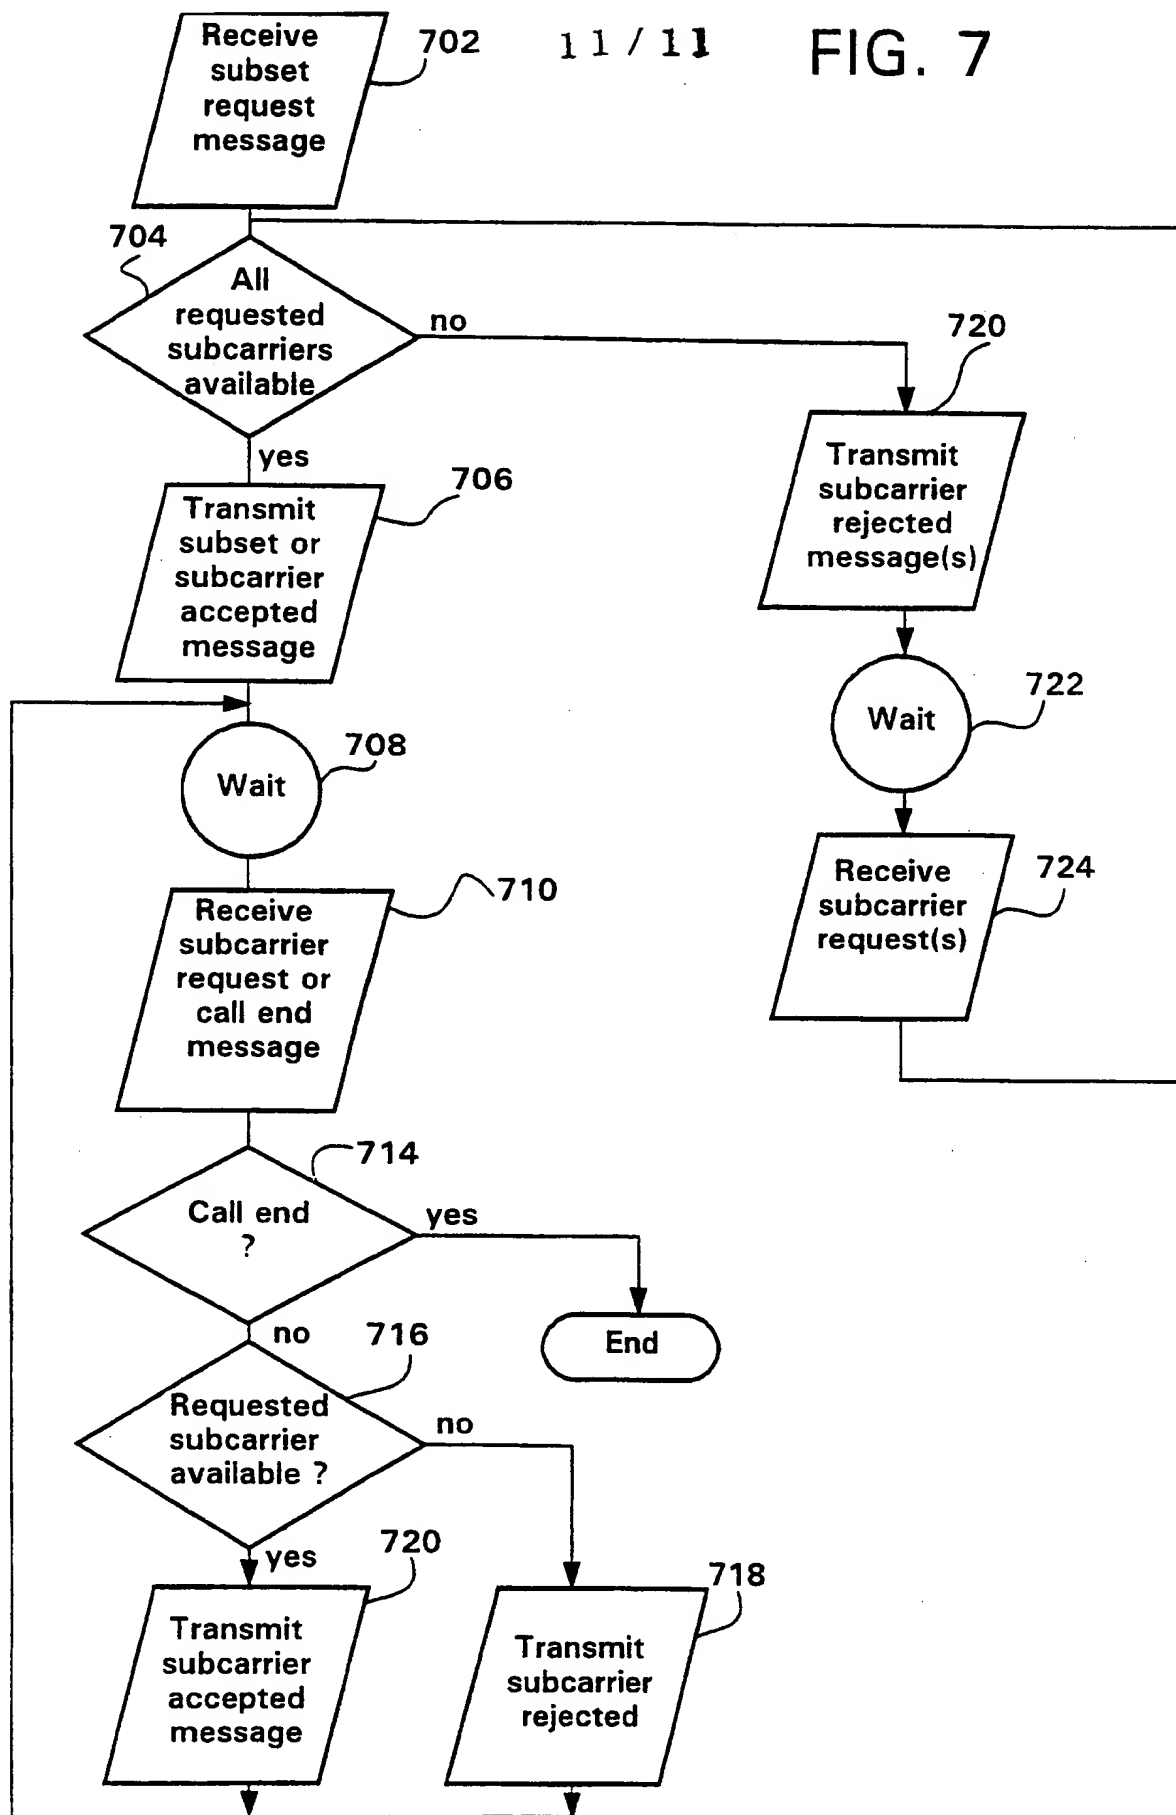 11/11
FIG. 7
Receive
subset
request
message
702
704
All
requested
subcarriers
available
no
yes
706
Transmit
subset or
subcarrier
accepted
message
720
Transmit
subcarrier
rejected
message(s)
722
Wait
708
Wait
724
Receive
subcarrier
request(s)
710
Receive
subcarrier
request or
call end
message
714
Call end
?
yes
End
no
716
Requested
subcarrier
available ?
no
yes
720
Transmit
subcarrier
accepted
message
718
Transmit
subcarrier
rejected